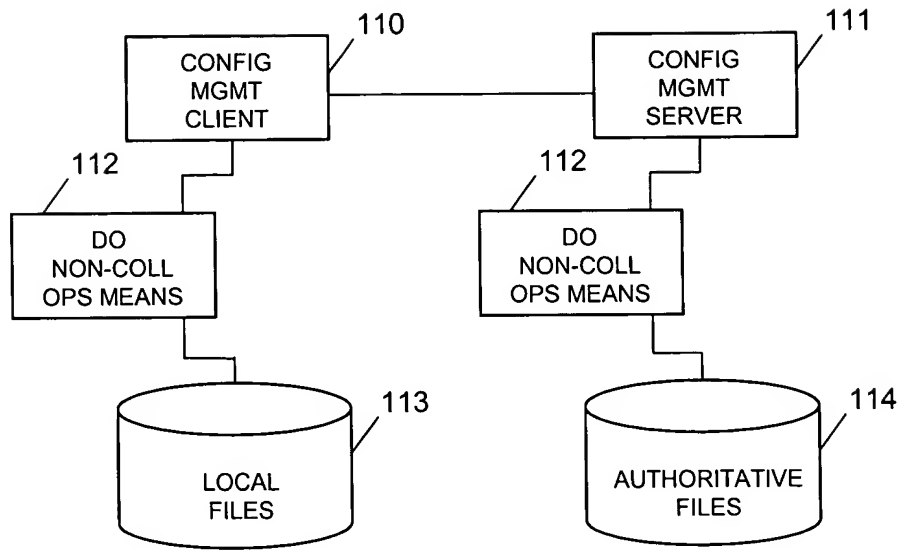 110
CONFIG
MGMT
CLIENT
111
CONFIG
MGMT
SERVER
112
DO
NON-COLL
OPS MEANS
112
DO
NON-COLL
OPS MEANS
113
LOCAL
FILES
114
AUTHORITATIVE
FILES